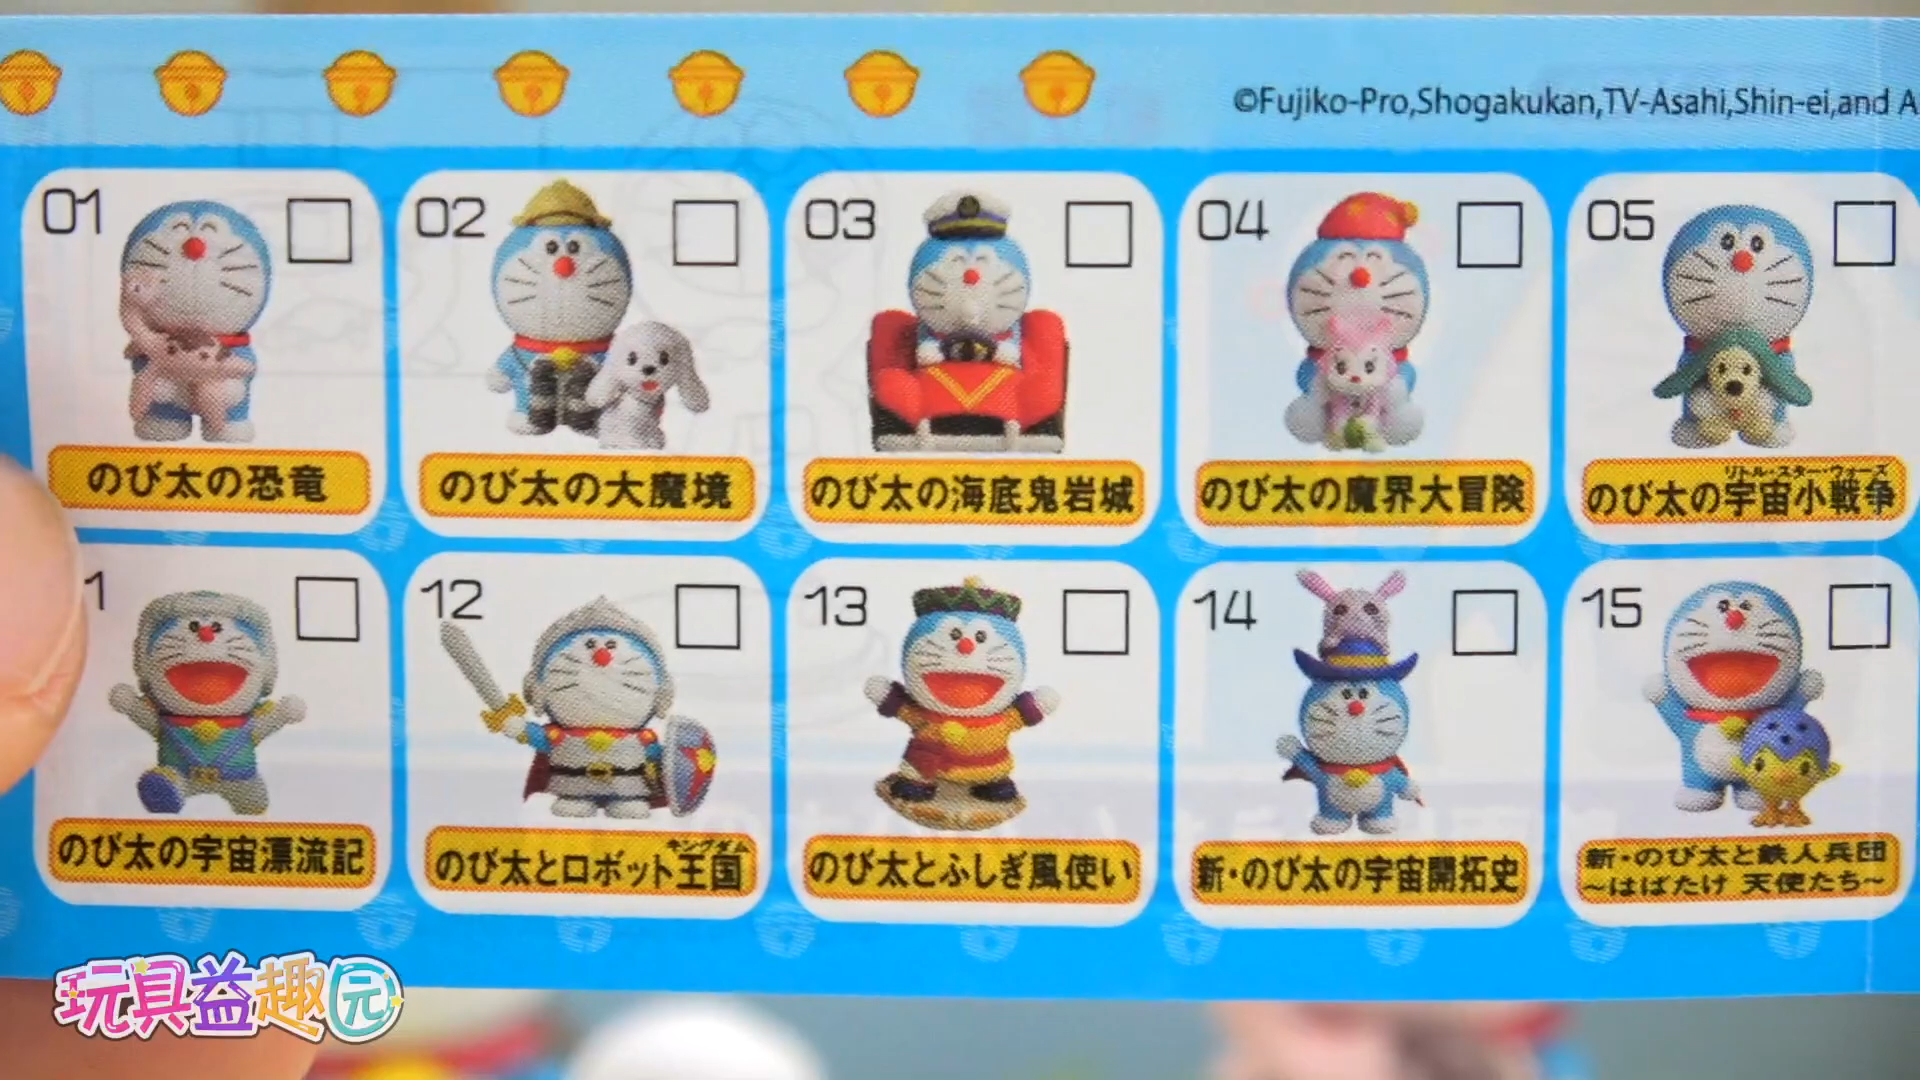 ©Fujiko-Pro,Shogakukan,TV-Asahi,Shin-ei,and A
01
のび太の恐竜
02
のび太の大魔境
03
のび太の海底鬼岩城
04
のび太の魔界大冒険
05
リトル・スター・ウォーズ
のび太の宇宙小戦争
1
のび太の宇宙漂流記
12
キングダム
のび太とロボット王国
13
のび太とふしぎ風使い
14
新・のび太の宇宙開拓史
15
新・のび太と鉄人兵団
～はばたけ 天使たち～
玩具益趣园